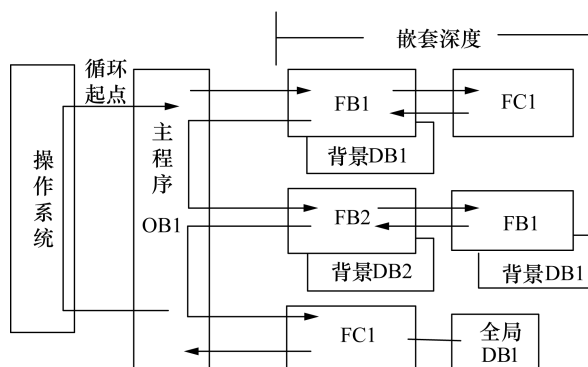 嵌套深度
循环
起点
操作系统
主程序
OB1
FB1
FC1
背景DB1
FB2
FB1
背景DB2
背景DB1
FC1
全局
DB1